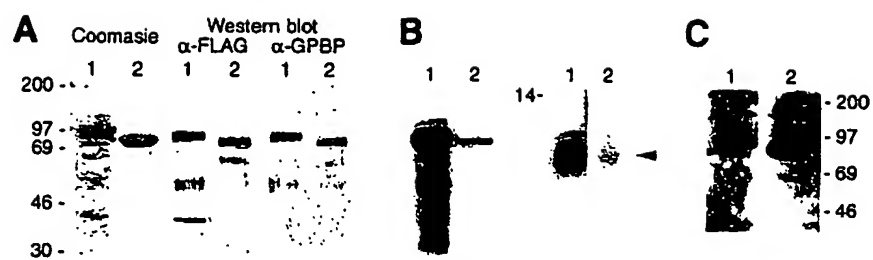 A
Coomasie
Western blot
α-FLAG α-GPBP
1 2 1 2 1 2
200 -
97 -
69 -
46 -
30 -
B
1 2
1 2
14-
C
1 2
- 200
- 97
- 69
- 46